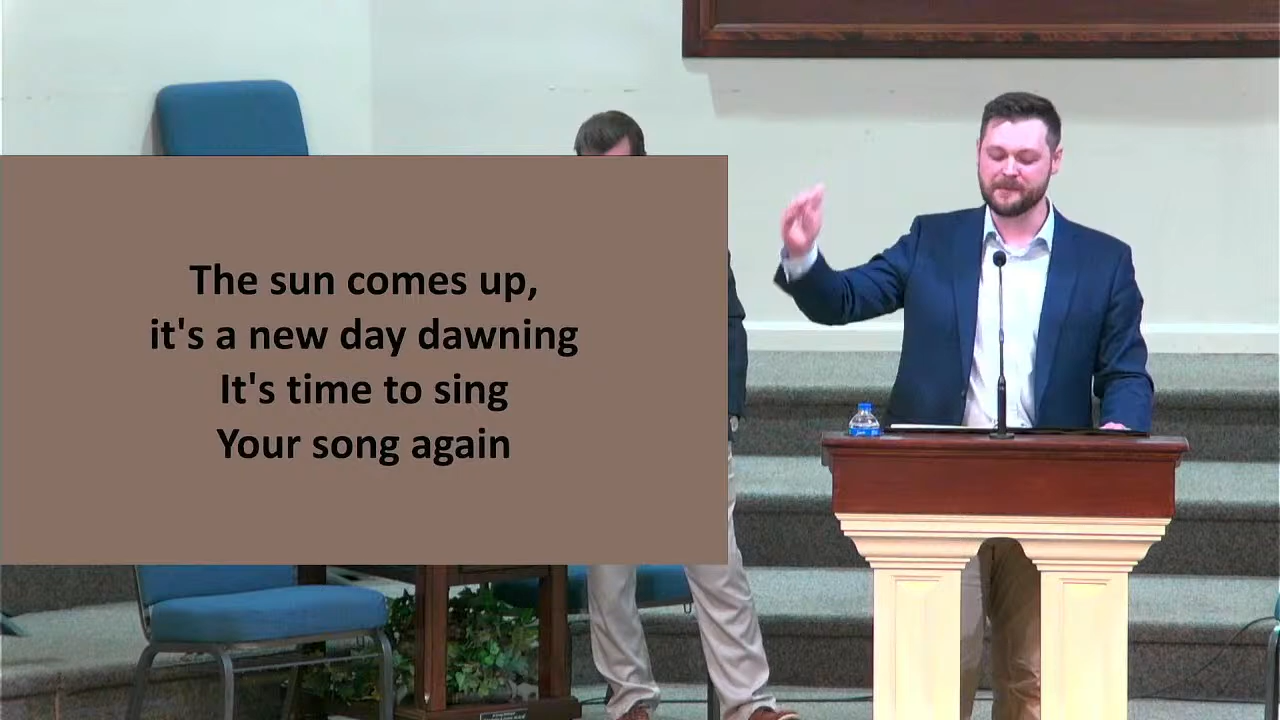 The sun comes up,
it's a new day dawning
It's time to sing
Your song again